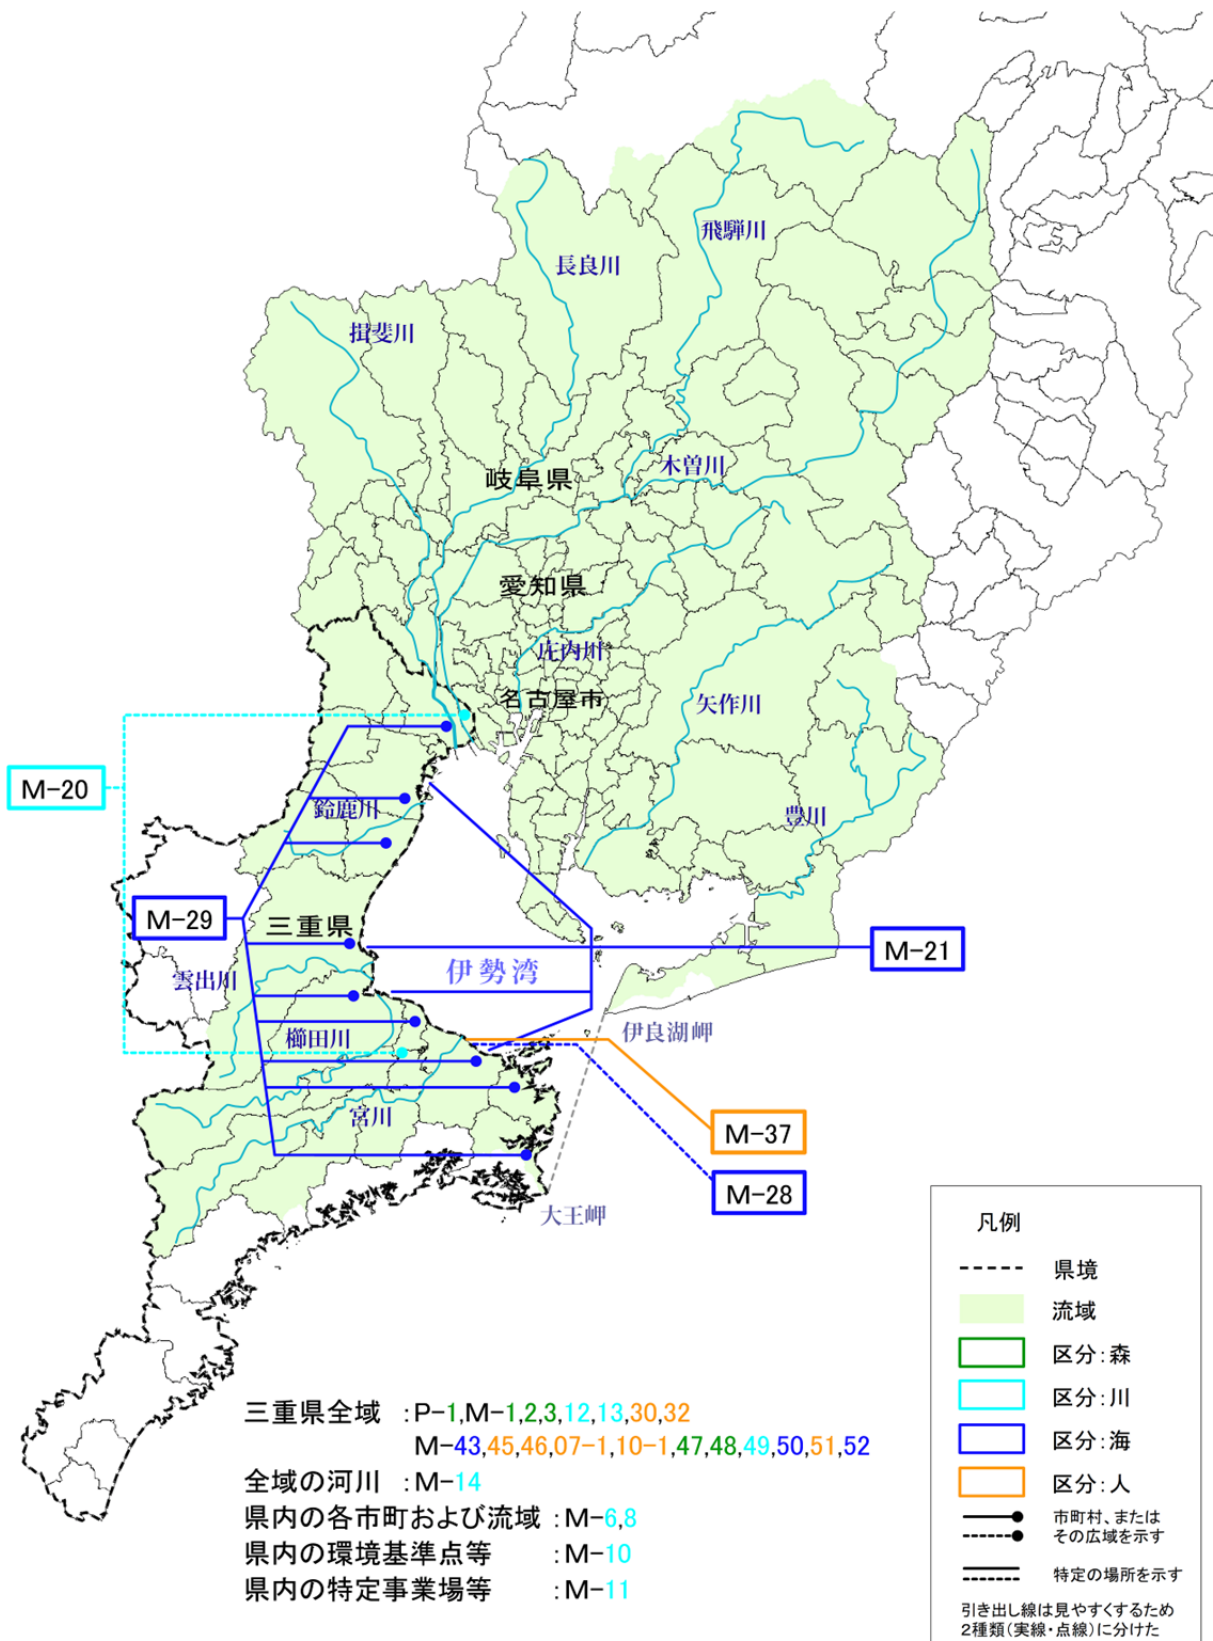 飛騨川
長良川
揖斐川
岐阜県
木曽川
愛知県
庄内川
名古屋市
矢作川
M-20
鈴鹿川
豊川
M-29
三重県
M-21
雲出川
伊勢湾
伊良湖岬
櫛田川
宮川
M-37
M-28
大王岬
凡例
県境
流域
区分:森
区分:川
区分:海
区分:人
市町村、または
その広域を示す
特定の場所を示す
引き出し線は見やすくするため
2種類(実線・点線)に分けた
三重県全域 :P-1,M-1,2,3,12,13,30,32
M-43,45,46,07-1,10-1,47,48,49,50,51,52
全域の河川 :M-14
県内の各市町および流域 :M-6,8
県内の環境基準点等 :M-10
県内の特定事業場等 :M-11